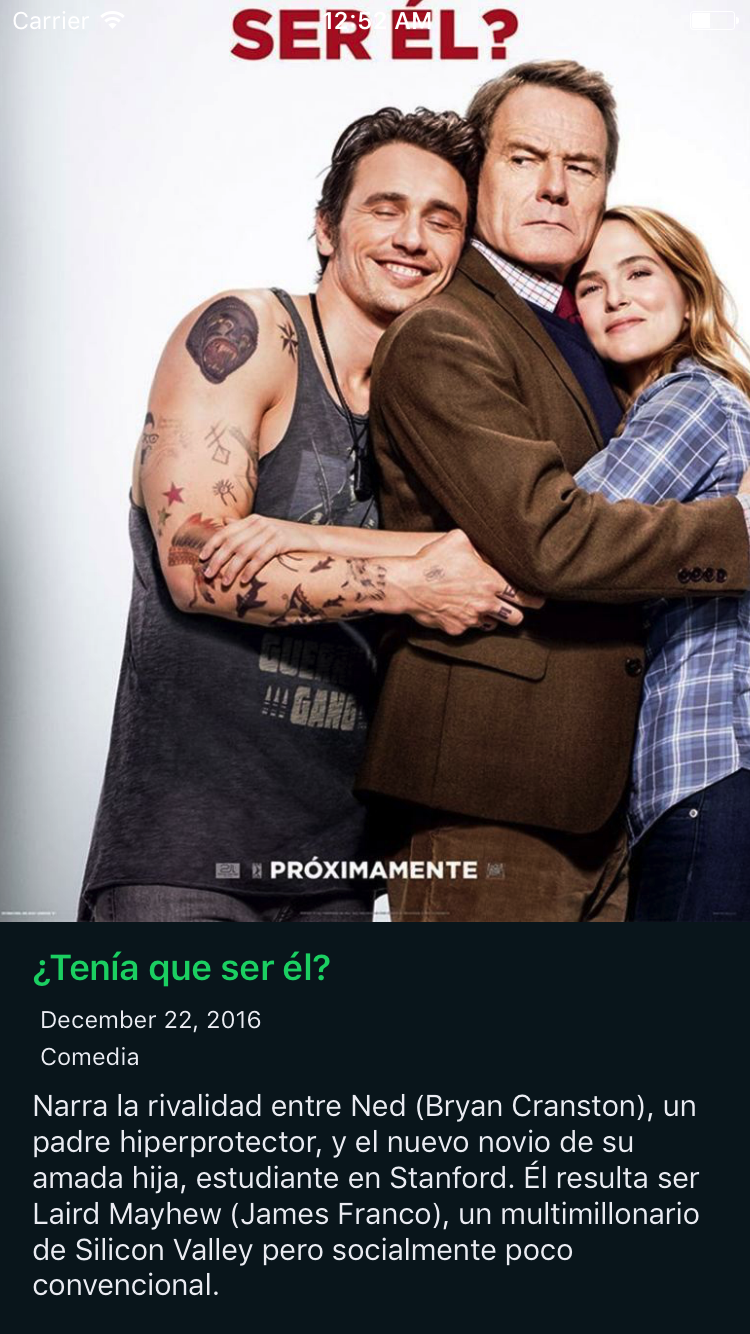 Carrier 12:52 AM
SER ÉL?
PRÓXIMAMENTE
¿Tenía que ser él?
December 22, 2016
Comedia
Narra la rivalidad entre Ned (Bryan Cranston), un
padre hiperprotector, y el nuevo novio de su
amada hija, estudiante en Stanford. Él resulta ser
Laird Mayhew (James Franco), un multimillonario
de Silicon Valley pero socialmente poco
convencional.